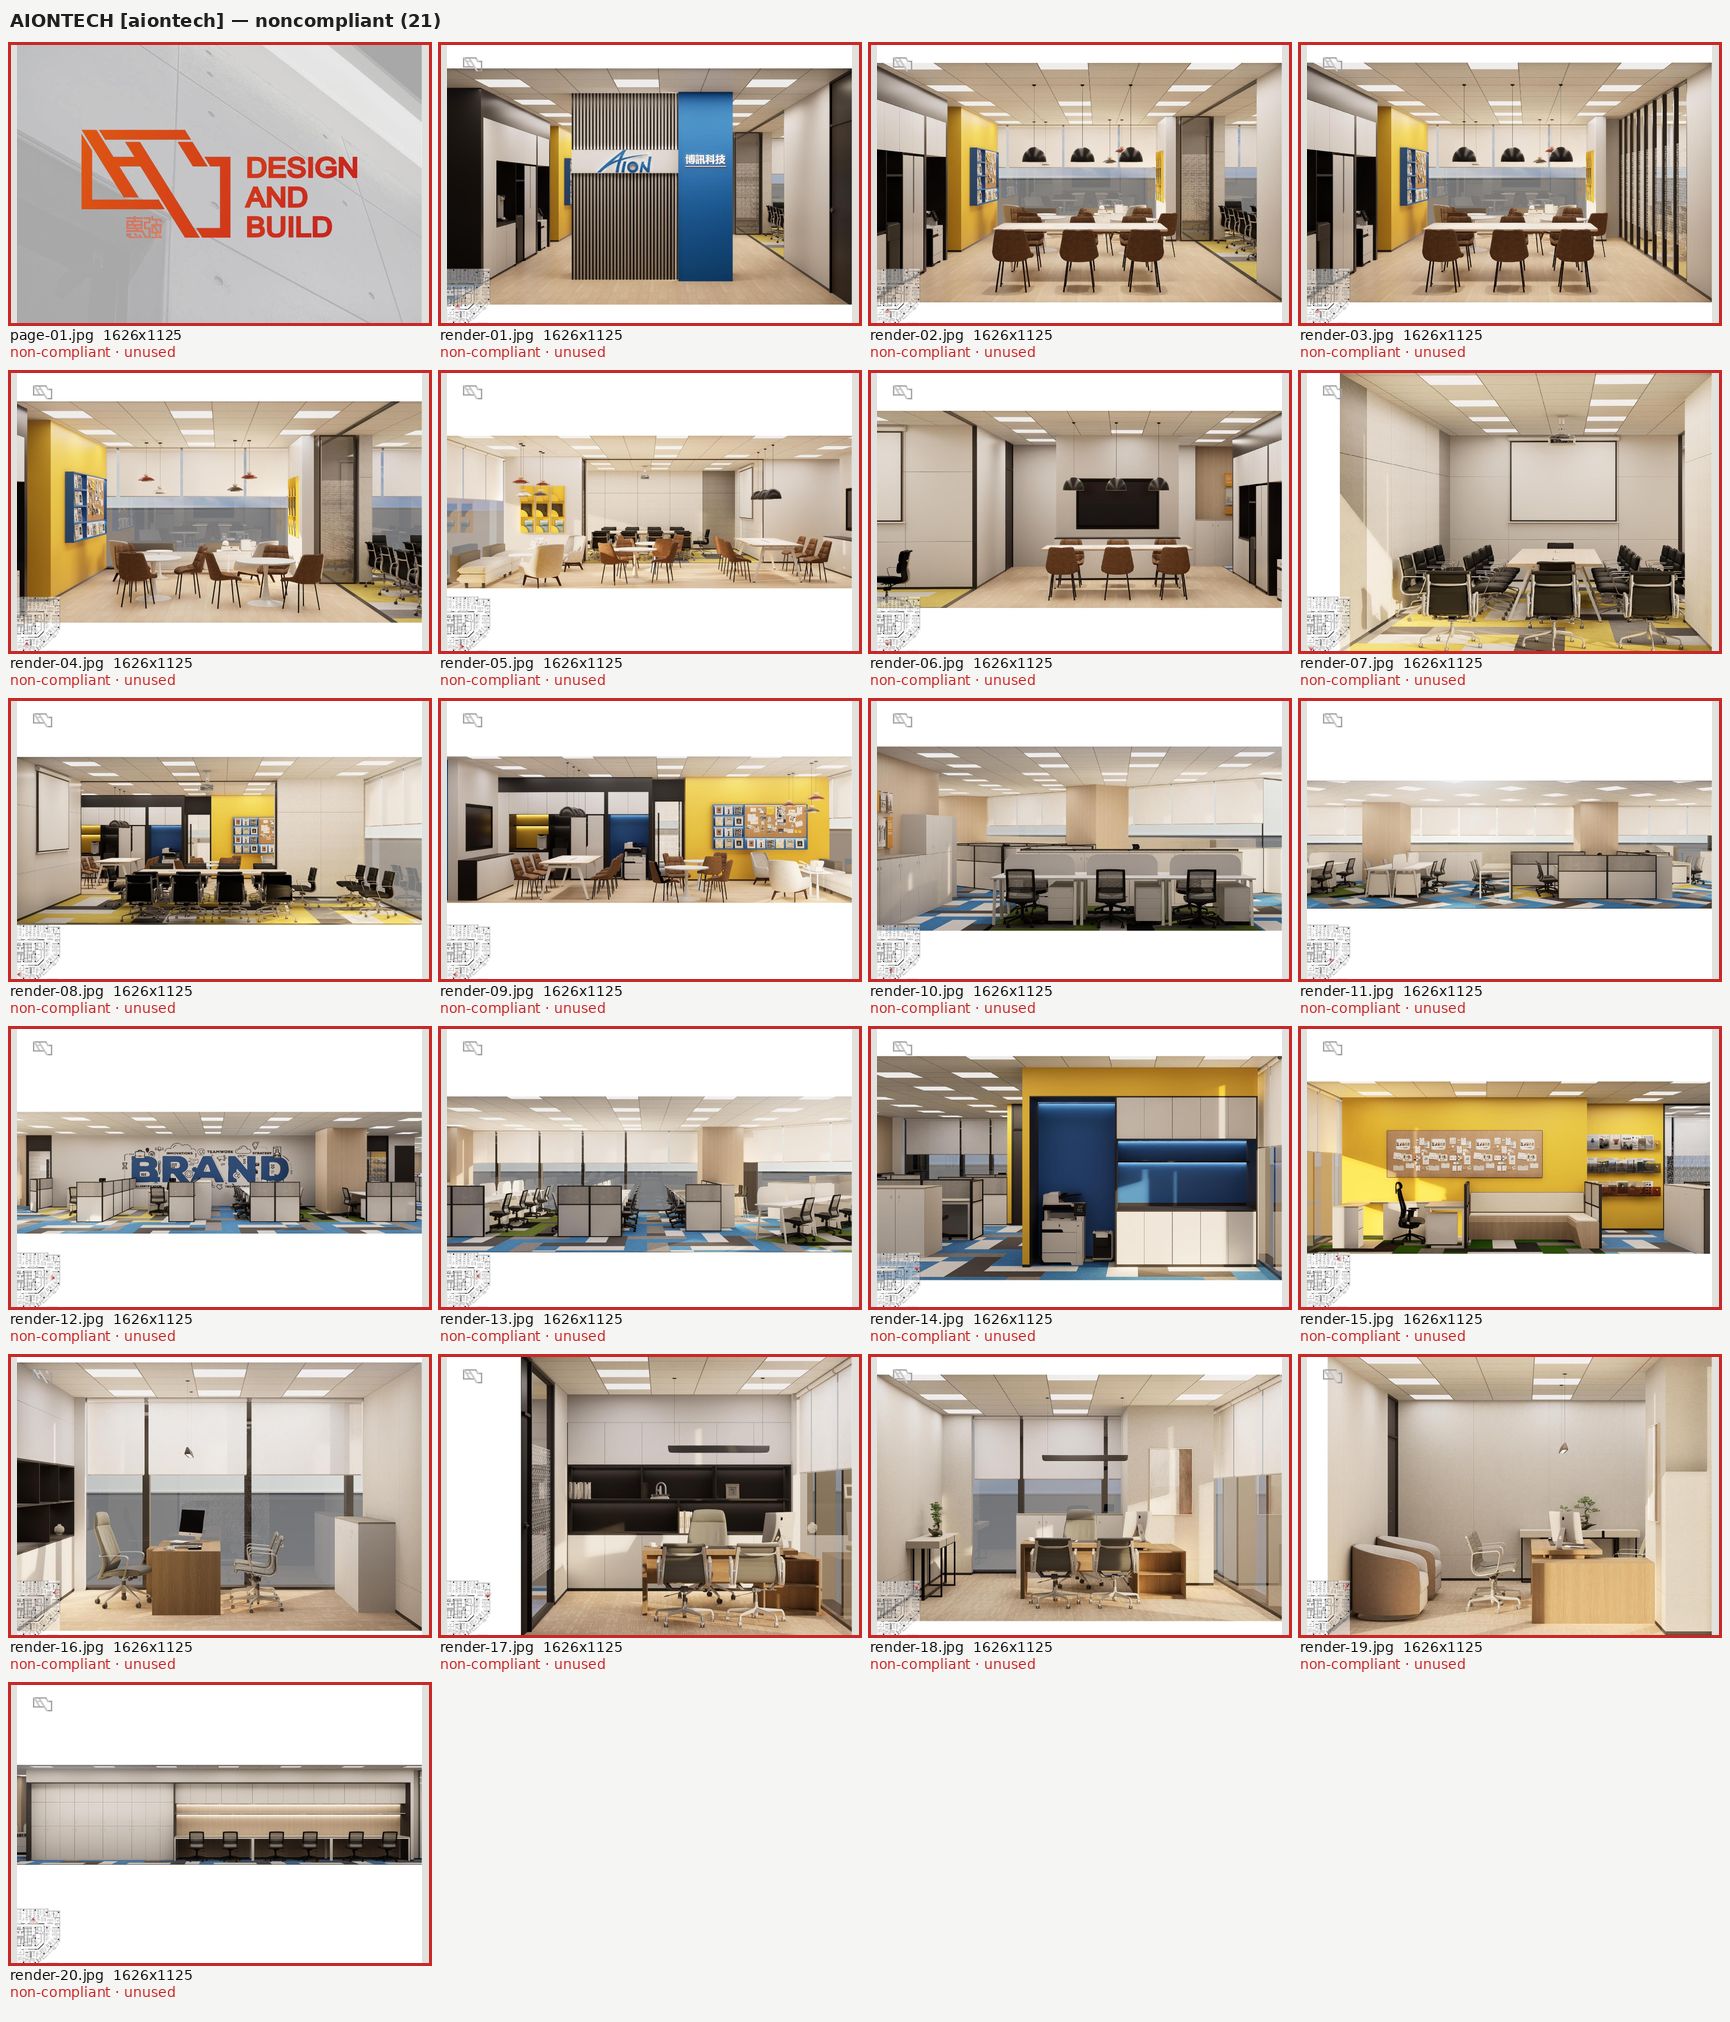 AIONTECH [aiontech] — noncompliant (21)
DESIGN
AND
BUILD
惠強
AION
博訊科技
page-01.jpg 1626x1125
non-compliant · unused
render-01.jpg 1626x1125
non-compliant · unused
render-02.jpg 1626x1125
non-compliant · unused
render-03.jpg 1626x1125
non-compliant · unused
render-04.jpg 1626x1125
non-compliant · unused
render-05.jpg 1626x1125
non-compliant · unused
render-06.jpg 1626x1125
non-compliant · unused
render-07.jpg 1626x1125
non-compliant · unused
render-08.jpg 1626x1125
non-compliant · unused
render-09.jpg 1626x1125
non-compliant · unused
render-10.jpg 1626x1125
non-compliant · unused
render-11.jpg 1626x1125
non-compliant · unused
INNOVATIONS
TEAMWORK
STRATEGY
BRAND
render-12.jpg 1626x1125
non-compliant · unused
render-13.jpg 1626x1125
non-compliant · unused
render-14.jpg 1626x1125
non-compliant · unused
render-15.jpg 1626x1125
non-compliant · unused
render-16.jpg 1626x1125
non-compliant · unused
render-17.jpg 1626x1125
non-compliant · unused
render-18.jpg 1626x1125
non-compliant · unused
render-19.jpg 1626x1125
non-compliant · unused
render-20.jpg 1626x1125
non-compliant · unused